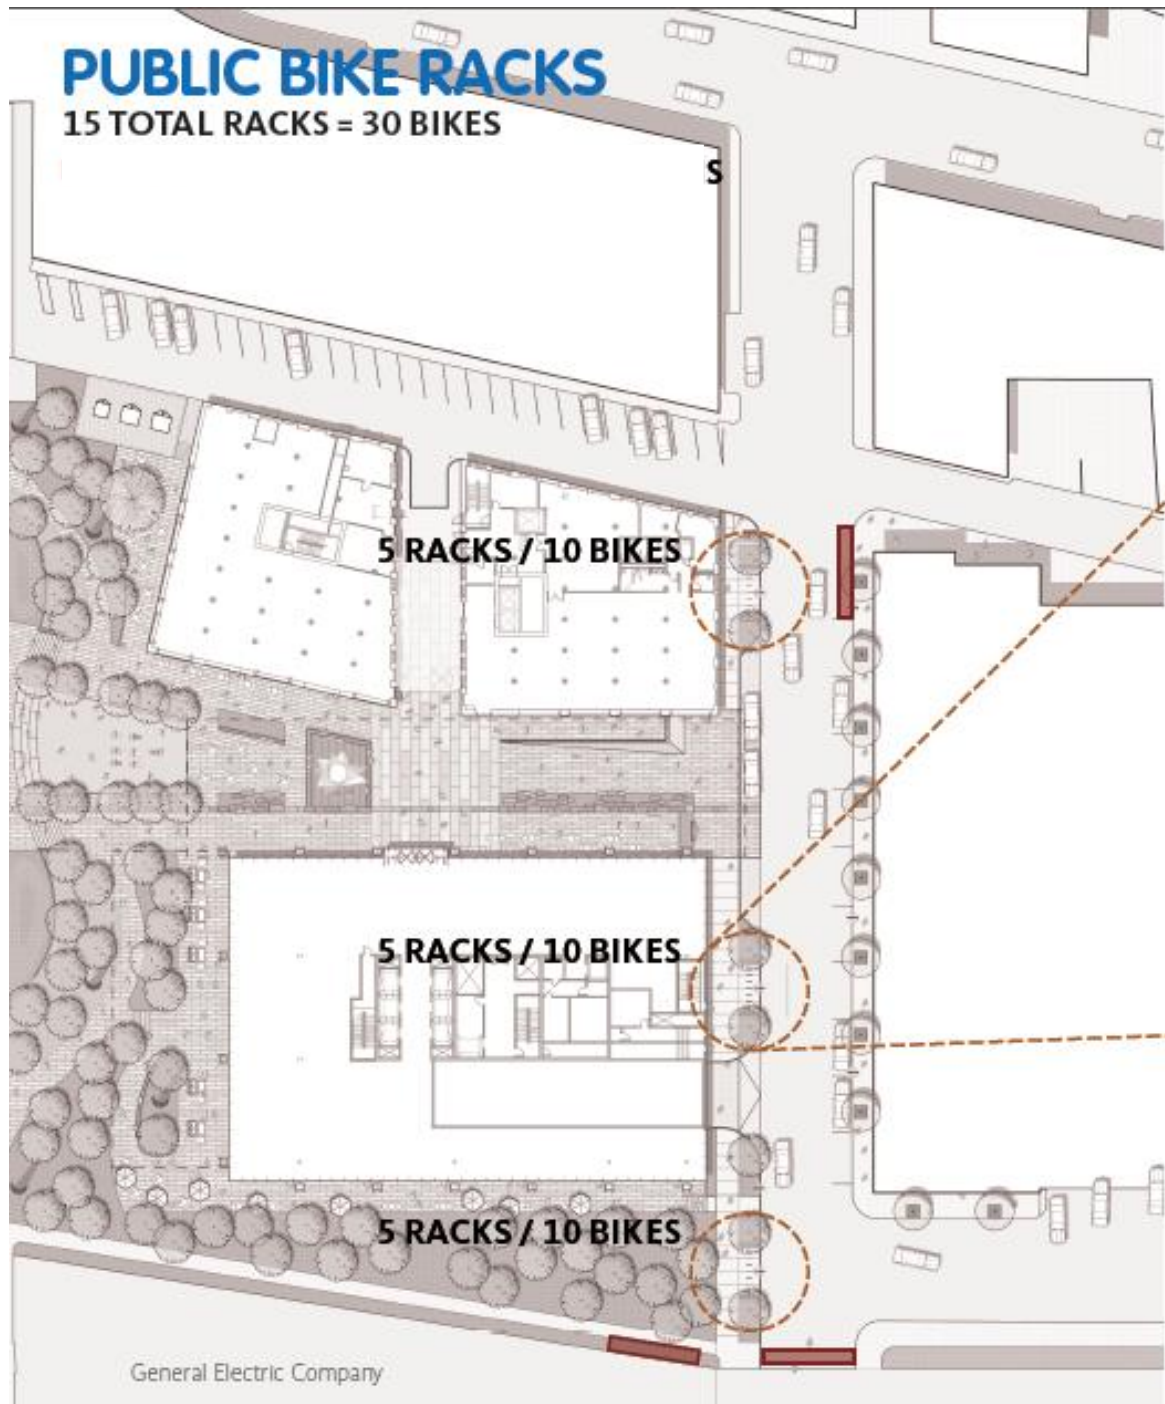 PUBLIC BIKE RACKS
15 TOTAL RACKS = 30 BIKES
S
5 RACKS / 10 BIKES
5 RACKS / 10 BIKES
5 RACKS / 10 BIKES
General Electric Company